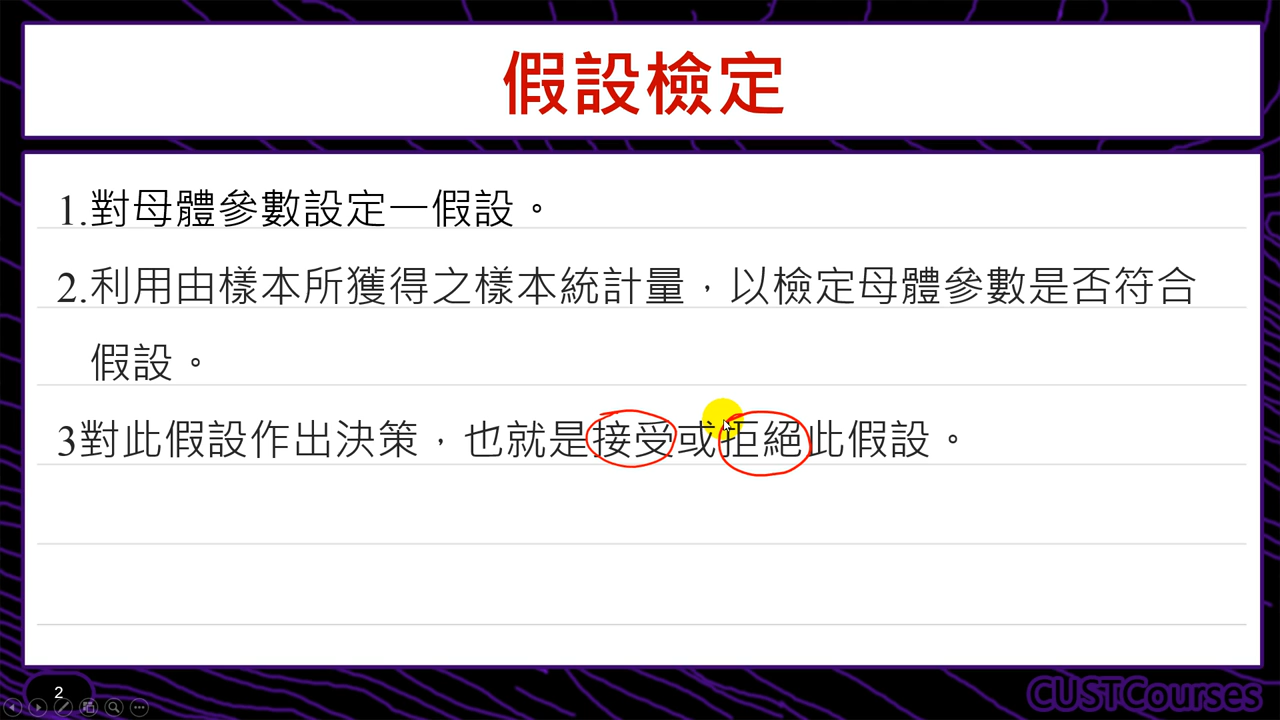 假設檢定
1.對母體參數設定一假設。
2.利用由樣本所獲得之樣本統計量，以檢定母體參數是否符合
假設。
3對此假設作出決策，也就是接受或拒絕此假設。
2
CUSTCourses